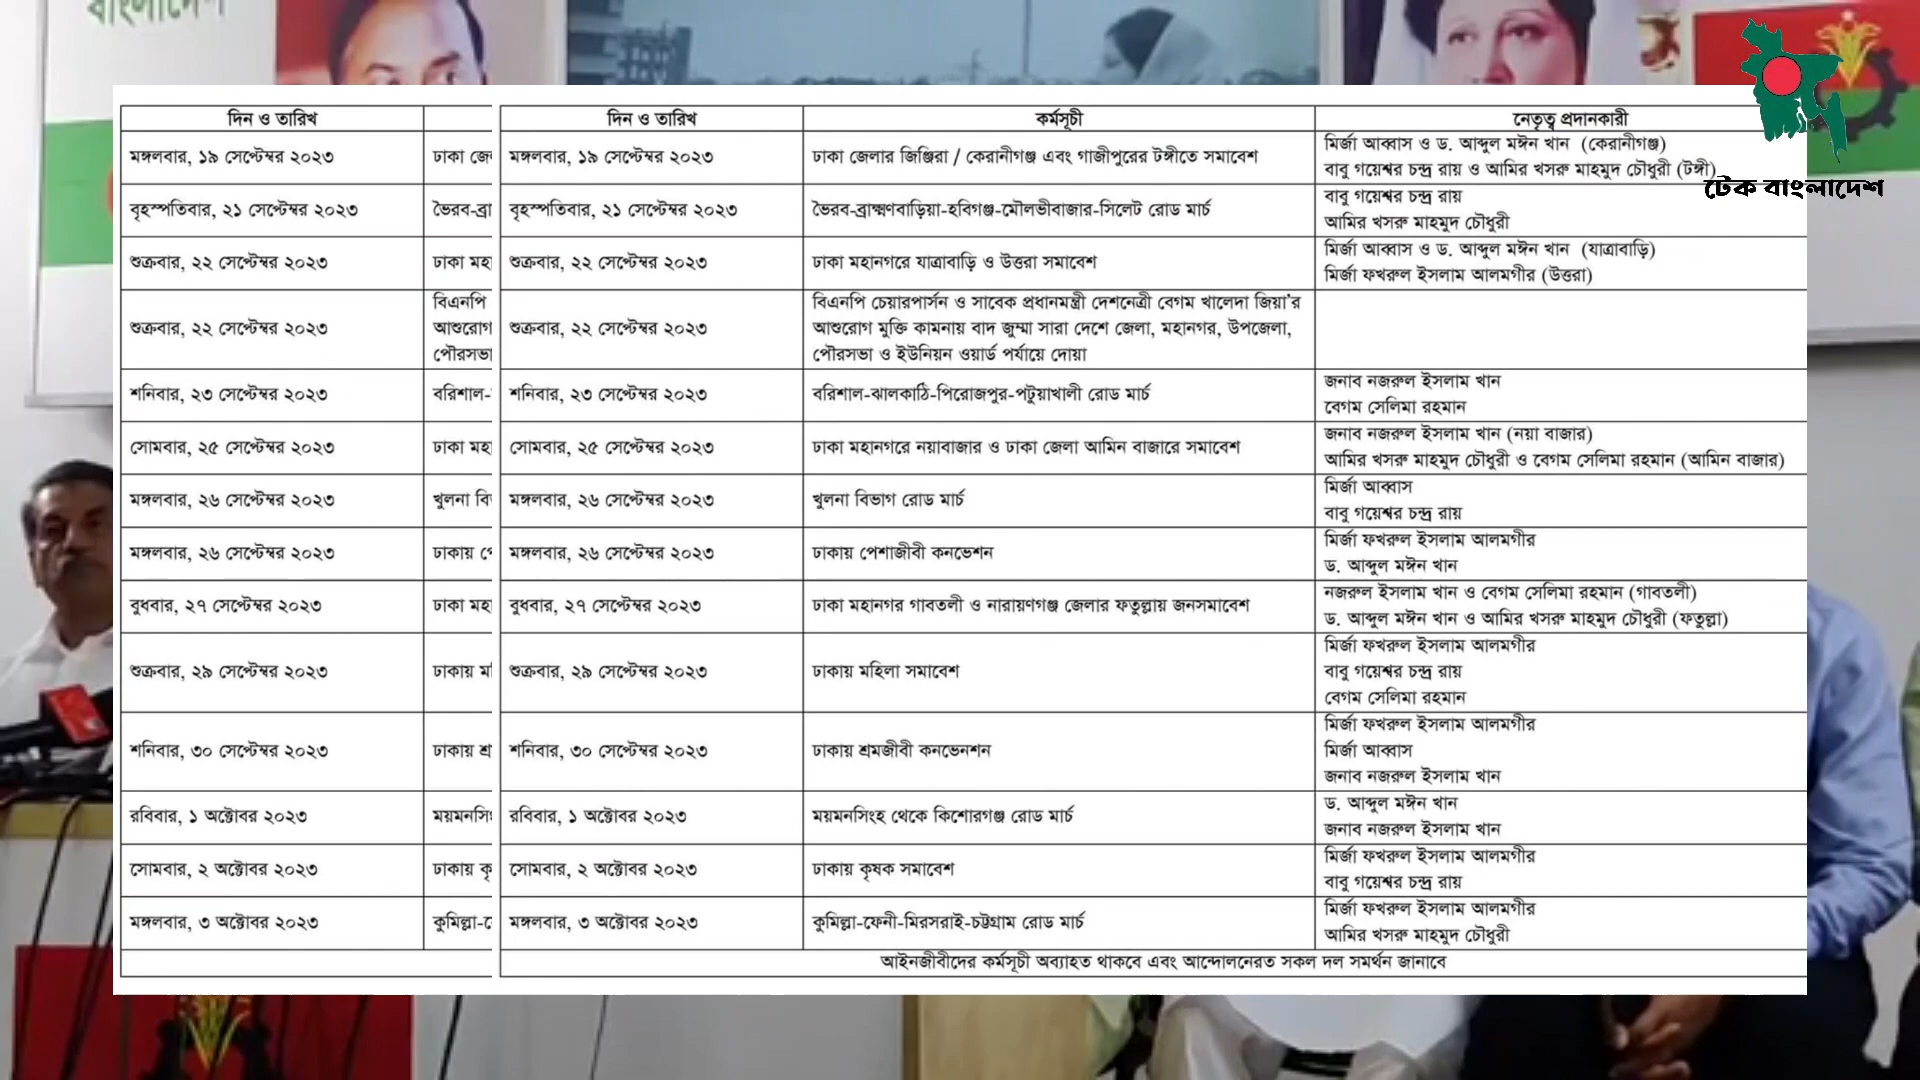 বাংলাদেশ
টেক বাংলাদেশ
দিন ও তারিখ
মঙ্গলবার, ১৯ সেপ্টেম্বর ২০২৩
বৃহস্পতিবার, ২১ সেপ্টেম্বর ২০২৩
শুক্রবার, ২২ সেপ্টেম্বর ২০২৩
শুক্রবার, ২২ সেপ্টেম্বর ২০২৩
বিএনপি
শনিবার, ২৩ সেপ্টেম্বর ২০২৩
সোমবার, ২৫ সেপ্টেম্বর ২০২৩
মঙ্গলবার, ২৬ সেপ্টেম্বর ২০২৩
মঙ্গলবার, ২৬ সেপ্টেম্বর ২০২৩
বুধবার, ২৭ সেপ্টেম্বর ২০২৩
শুক্রবার, ২৯ সেপ্টেম্বর ২০২৩
শনিবার, ৩০ সেপ্টেম্বর ২০২৩
রবিবার, ১ অক্টোবর ২০২৩
সোমবার, ২ অক্টোবর ২০২৩
মঙ্গলবার, ৩ অক্টোবর ২০২৩
দিন ও তারিখ কর্মসূচী নেতৃত্ব প্রদানকারী
মঙ্গলবার, ১৯ সেপ্টেম্বর ২০২৩ ঢাকা জেলার জিঞ্জিরা / কেরানীগঞ্জ এবং গাজীপুরের টঙ্গীতে সমাবেশ
মির্জা আব্বাস ও ড. আব্দুল মঈন খান (কেরানীগঞ্জ)
বাবু গয়েশ্বর চন্দ্র রায় ও আমির খসরু মাহমুদ চৌধুরী (টঙ্গী)
বৃহস্পতিবার, ২১ সেপ্টেম্বর ২০২৩ ভৈরব-ব্রাহ্মণবাড়িয়া-হবিগঞ্জ-মৌলভীবাজার-সিলেট রোড মার্চ
বাবু গয়েশ্বর চন্দ্র রায়
আমির খসরু মাহমুদ চৌধুরী
শুক্রবার, ২২ সেপ্টেম্বর ২০২৩ ঢাকা মহানগরে যাত্রাবাড়ি ও উত্তরা সমাবেশ
মির্জা আব্বাস ও ড. আব্দুল মঈন খান (যাত্রাবাড়ি)
মির্জা ফখরুল ইসলাম আলমগীর (উত্তরা)
শুক্রবার, ২২ সেপ্টেম্বর ২০২৩
বিএনপি চেয়ারপার্সন ও সাবেক প্রধানমন্ত্রী দেশনেত্রী বেগম খালেদা জিয়া'র
আশুরোগ মুক্তি কামনায় বাদ জুম্মা সারা দেশে জেলা, মহানগর, উপজেলা,
পৌরসভা ও ইউনিয়ন ওয়ার্ড পর্যায়ে দোয়া
শনিবার, ২৩ সেপ্টেম্বর ২০২৩ বরিশাল-ঝালকাঠি-পিরোজপুর-পটুয়াখালী রোড মার্চ
জনাব নজরুল ইসলাম খান
বেগম সেলিমা রহমান
সোমবার, ২৫ সেপ্টেম্বর ২০২৩ ঢাকা মহানগরে নয়াবাজার ও ঢাকা জেলা আমিন বাজারে সমাবেশ
জনাব নজরুল ইসলাম খান (নয়া বাজার)
আমির খসরু মাহমুদ চৌধুরী ও বেগম সেলিমা রহমান (আমিন বাজার)
মঙ্গলবার, ২৬ সেপ্টেম্বর ২০২৩ খুলনা বিভাগ রোড মার্চ
মির্জা আব্বাস
বাবু গয়েশ্বর চন্দ্র রায়
মঙ্গলবার, ২৬ সেপ্টেম্বর ২০২৩ ঢাকায় পেশাজীবী কনভেশন
মির্জা ফখরুল ইসলাম আলমগীর
ড. আব্দুল মঈন খান
বুধবার, ২৭ সেপ্টেম্বর ২০২৩ ঢাকা মহানগর গাবতলী ও নারায়ণগঞ্জ জেলার ফতুল্লায় জনসমাবেশ
নজরুল ইসলাম খান ও বেগম সেলিমা রহমান (গাবতলী)
ড. আব্দুল মঈন খান ও আমির খসরু মাহমুদ চৌধুরী (ফতুল্লা)
শুক্রবার, ২৯ সেপ্টেম্বর ২০২৩ ঢাকায় মহিলা সমাবেশ
মির্জা ফখরুল ইসলাম আলমগীর
বাবু গয়েশ্বর চন্দ্র রায়
বেগম সেলিমা রহমান
শনিবার, ৩০ সেপ্টেম্বর ২০২৩ ঢাকায় শ্রমজীবী কনভেনশন
মির্জা ফখরুল ইসলাম আলমগীর
মির্জা আব্বাস
জনাব নজরুল ইসলাম খান
রবিবার, ১ অক্টোবর ২০২৩ ময়মনসিংহ থেকে কিশোরগঞ্জ রোড মার্চ
ড. আব্দুল মঈন খান
জনাব নজরুল ইসলাম খান
সোমবার, ২ অক্টোবর ২০২৩ ঢাকায় কৃষক সমাবেশ
মির্জা ফখরুল ইসলাম আলমগীর
বাবু গয়েশ্বর চন্দ্র রায়
মঙ্গলবার, ৩ অক্টোবর ২০২৩ কুমিল্লা-ফেনী-মিরসরাই-চট্টগ্রাম রোড মার্চ
মির্জা ফখরুল ইসলাম আলমগীর
আমির খসরু মাহমুদ চৌধুরী
আইনজীবীদের কর্মসূচী অব্যাহত থাকবে এবং আন্দোলনেরত সকল দল সমর্থন জানাবে